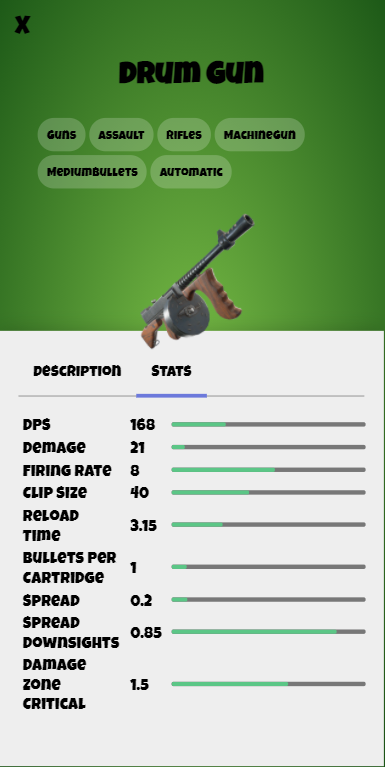 X
Drum Gun
Guns Assault Rifles MachineGun
MediumBullets Automatic
Description Stats
DPS 168
Demage 21
Firing Rate 8
Clip Size 40
Reload
Time 3.15
Bullets Per
Cartridge 1
Spread 0.2
Spread
Downsights 0.85
Damage
Zone 1.5
Critical